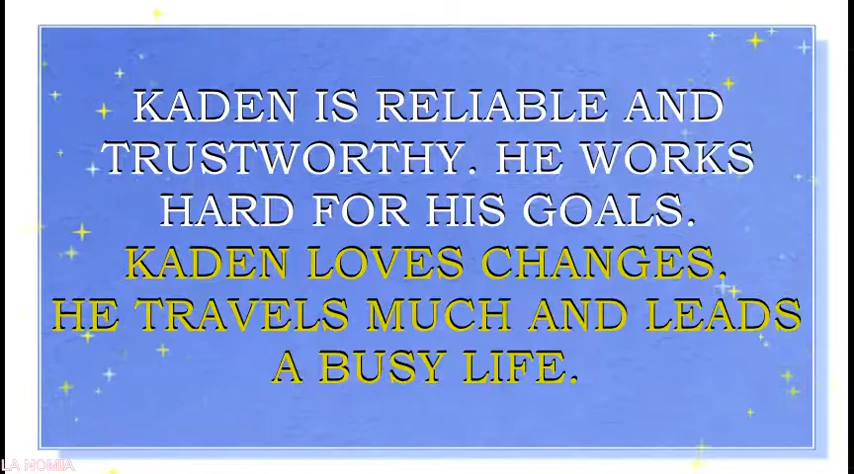 KADEN IS RELIABLE AND
TRUSTWORTHY. HE WORKS
HARD FOR HIS GOALS.
KADEN LOVES CHANGES.
HE TRAVELS MUCH AND LEADS
A BUSY LIFE.
LA NOMIIA